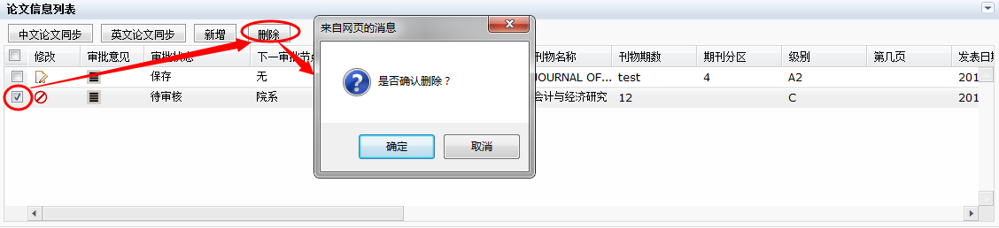 论文信息列表
中文论文同步 英文论文同步 新增 删除
来自网页的消息
修改 审批意见 审批状态 下一审批节点 刊物名称 刊物期数 期刊分区 级别 第几页 发表日期
保存 无 JOURNAL OF... test 4 A2 201
是否确认删除？
待审核 院系 会计与经济研究 12 C 201
确定 取消